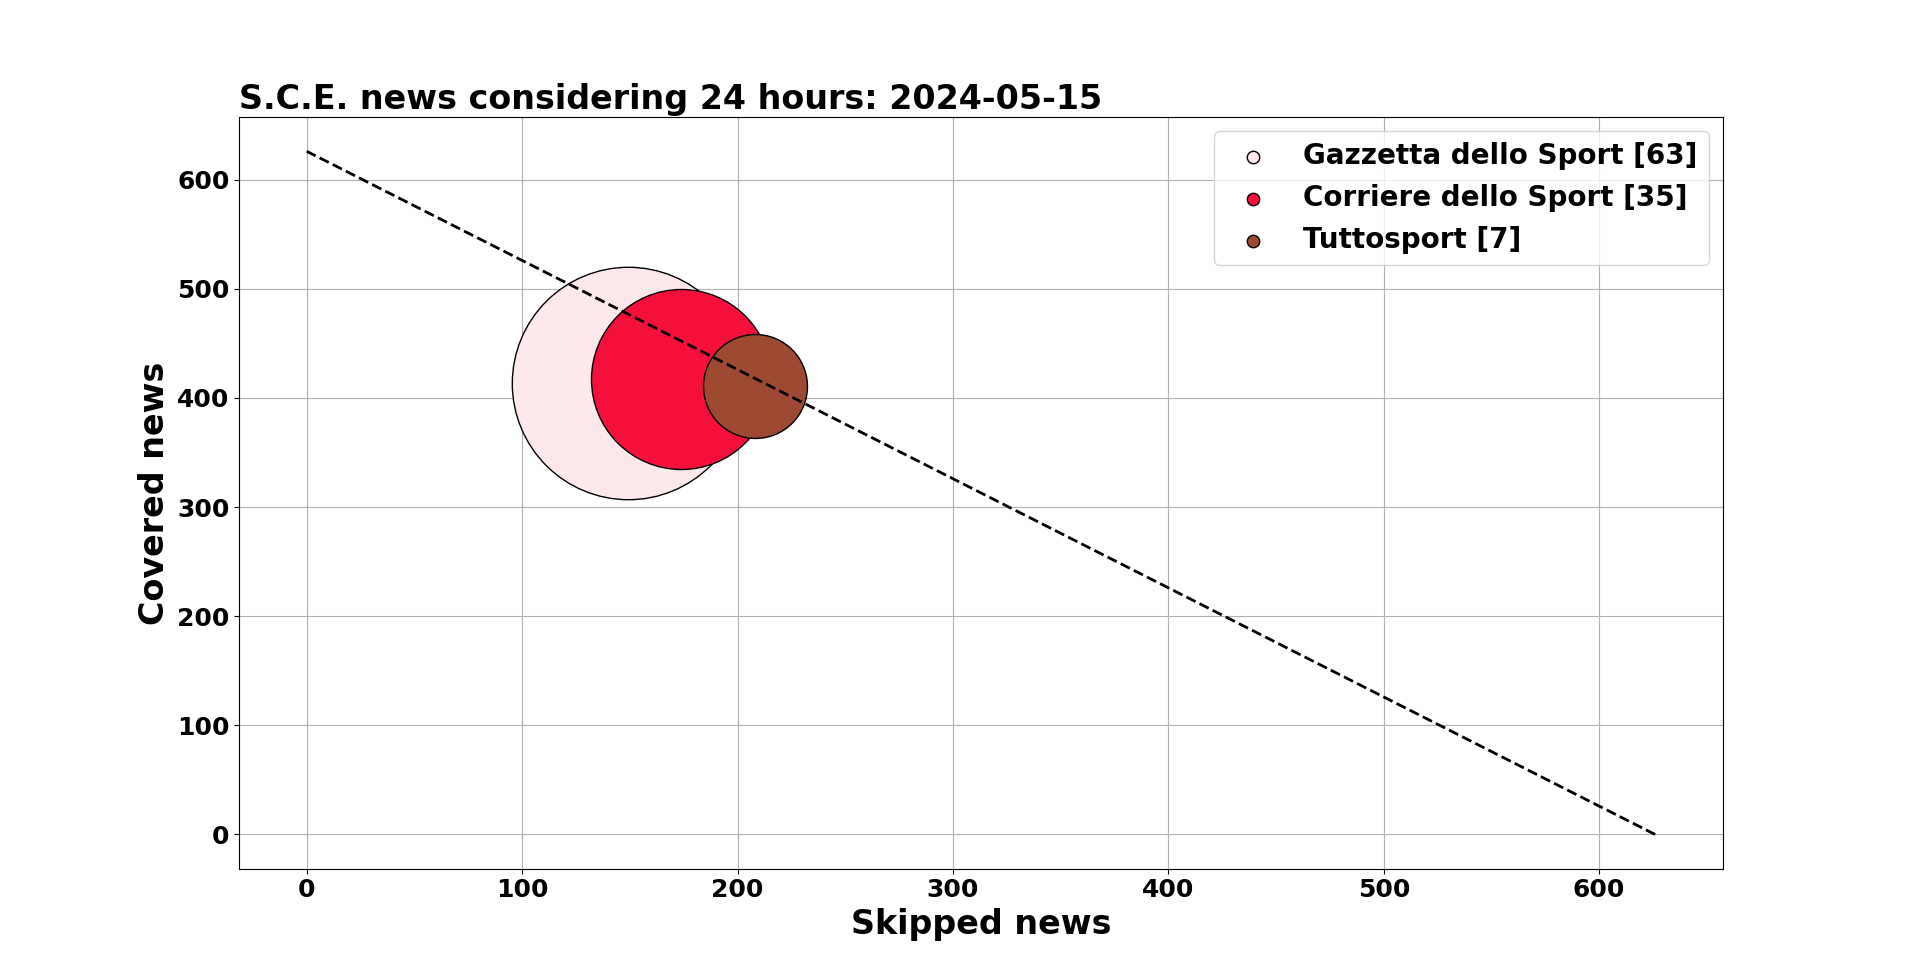 S.C.E. news considering 24 hours: 2024-05-15
Gazzetta dello Sport [63]
Corriere dello Sport [35]
Tuttosport [7]
Covered news
600
500
400
300
200
100
0
0 100 200 300 400 500 600
Skipped news